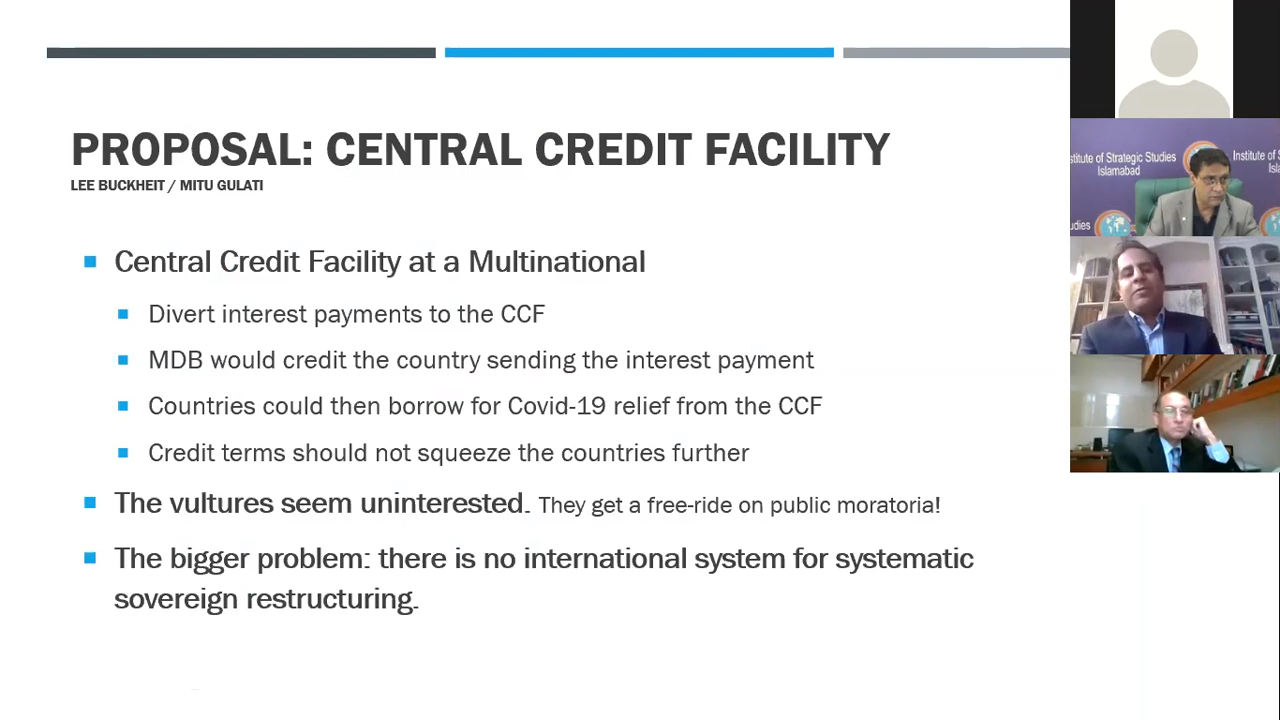 PROPOSAL: CENTRAL CREDIT FACILITY
LEE BUCKHEIT / MITU GULATI
Central Credit Facility at a Multinational
Divert interest payments to the CCF
MDB would credit the country sending the interest payment
Countries could then borrow for Covid-19 relief from the CCF
Credit terms should not squeeze the countries further
The vultures seem uninterested. They get a free-ride on public moratoria!
The bigger problem: there is no international system for systematic
sovereign restructuring.
stitute of Strategic Studies
Islamabad
Institute of S
Isla
udies